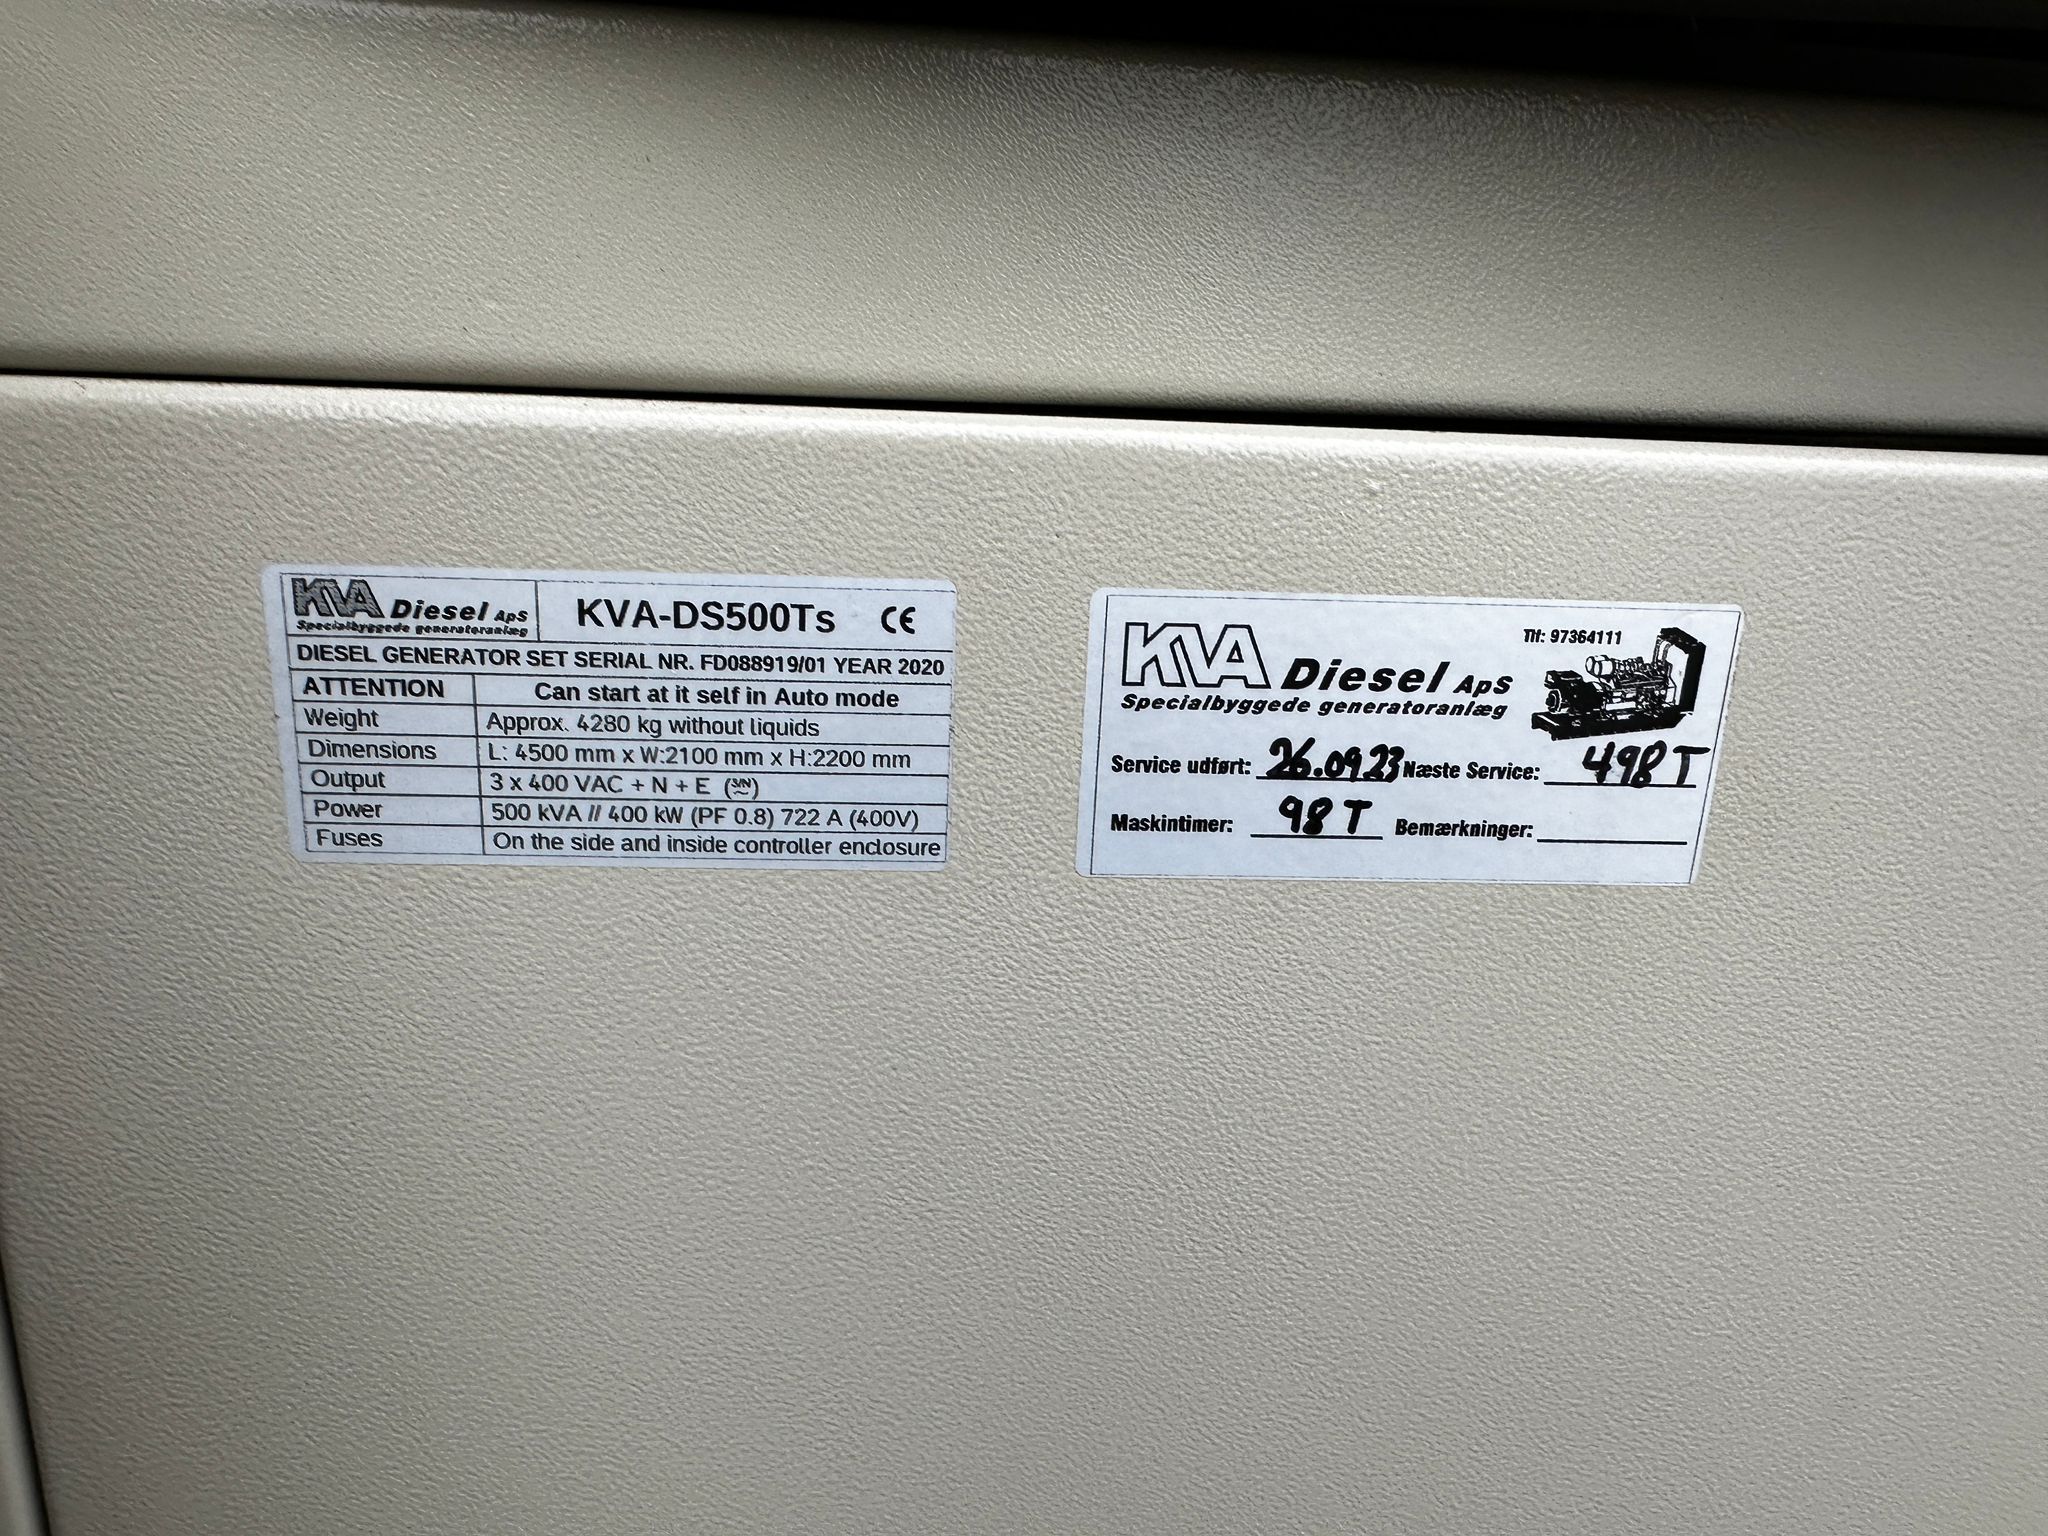 KVA Diesel ApS
Specialbyggede generatoranlæg
KVA-DS500Ts CE
DIESEL GENERATOR SET SERIAL NR. FD088919/01 YEAR 2020
ATTENTION Can start at it self in Auto mode
Weight Approx. 4280 kg without liquids
Dimensions L: 4500 mm x W:2100 mm x H:2200 mm
Output 3 x 400 VAC + N + E
Power 500 kVA // 400 kW (PF 0.8) 722 A (400V)
Fuses On the side and inside controller enclosure
Tlf: 97364111
KVA Diesel ApS
Specialbyggede generatoranlæg
Service udført: 26.09.23 Næste Service: 498 T
Maskintimer: 98 T Bemærkninger: